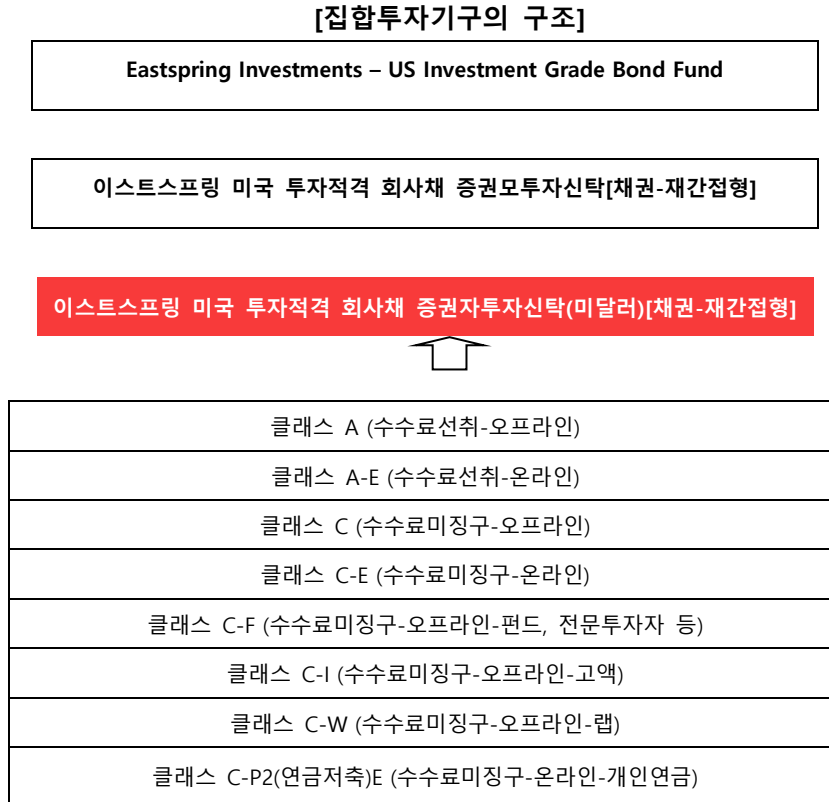 [집합투자기구의 구조]
Eastspring Investments – US Investment Grade Bond Fund
이스트스프링 미국 투자적격 회사채 증권모투자신탁[채권-재간접형]
이스트스프링 미국 투자적격 회사채 증권자투자신탁(미달러)[채권-재간접형]
클래스 A (수수료선취-오프라인)
클래스 A-E (수수료선취-온라인)
클래스 C (수수료미징구-오프라인)
클래스 C-E (수수료미징구-온라인)
클래스 C-F (수수료미징구-오프라인-펀드, 전문투자자 등)
클래스 C-I (수수료미징구-오프라인-고액)
클래스 C-W (수수료미징구-오프라인-랩)
클래스 C-P2(연금저축)E (수수료미징구-온라인-개인연금)